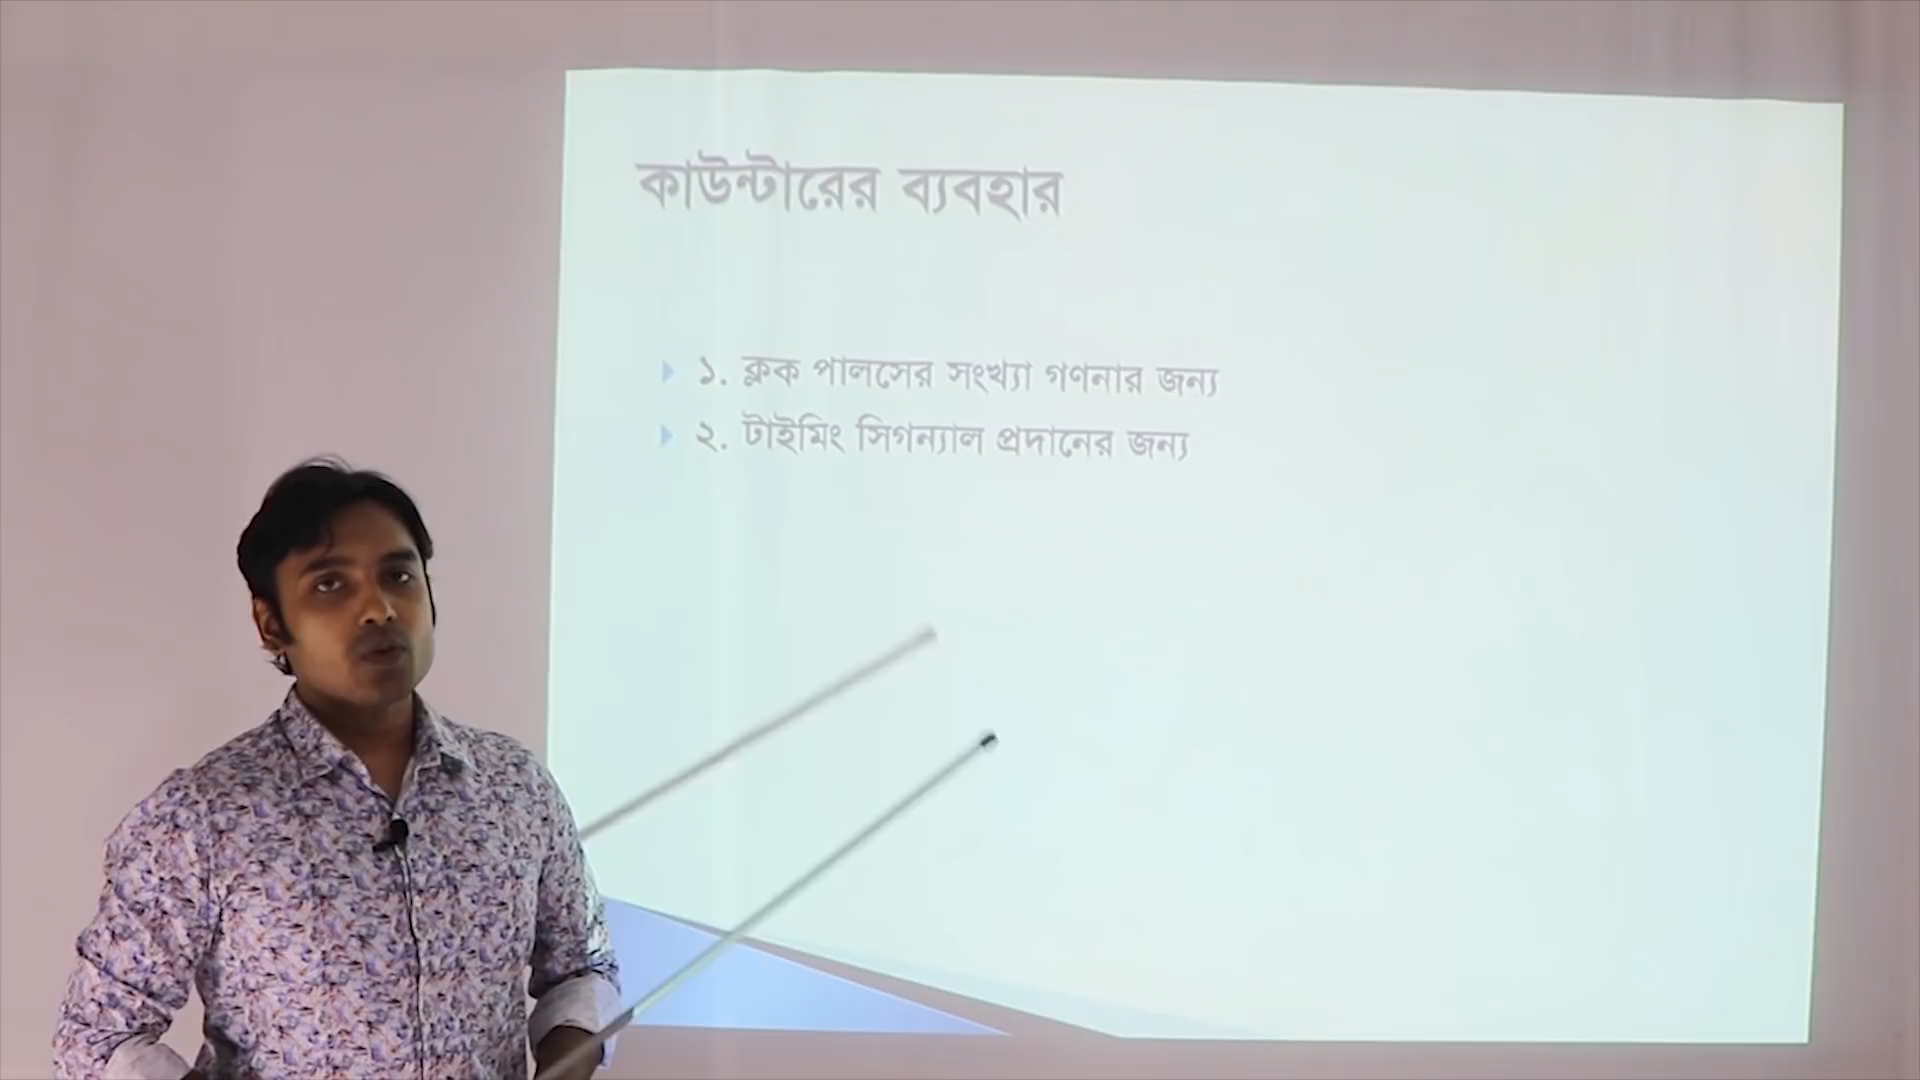 কাউন্টারের ব্যবহার
১. ক্লক পালসের সংখ্যা গণনার জন্য
২. টাইমিং সিগন্যাল প্রদানের জন্য